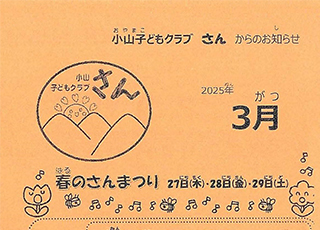 小山子どもクラブ さん からのお知らせ
小山
子どもクラブ
さん
2025年
3月
春のさんまつり 27日(木)・28日(金)・29日(土)